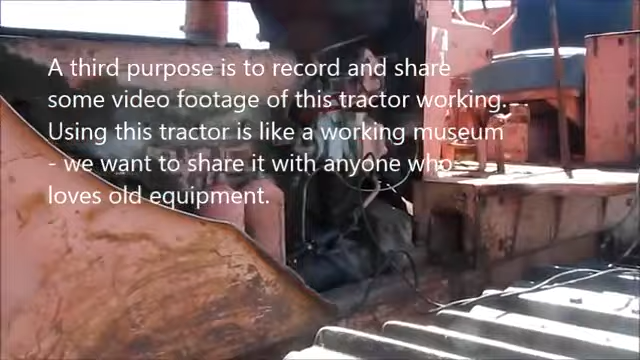 A third purpose is to record and share
some video footage of this tractor working.
Using this tractor is like a working museum
- we want to share it with anyone who
loves old equipment.